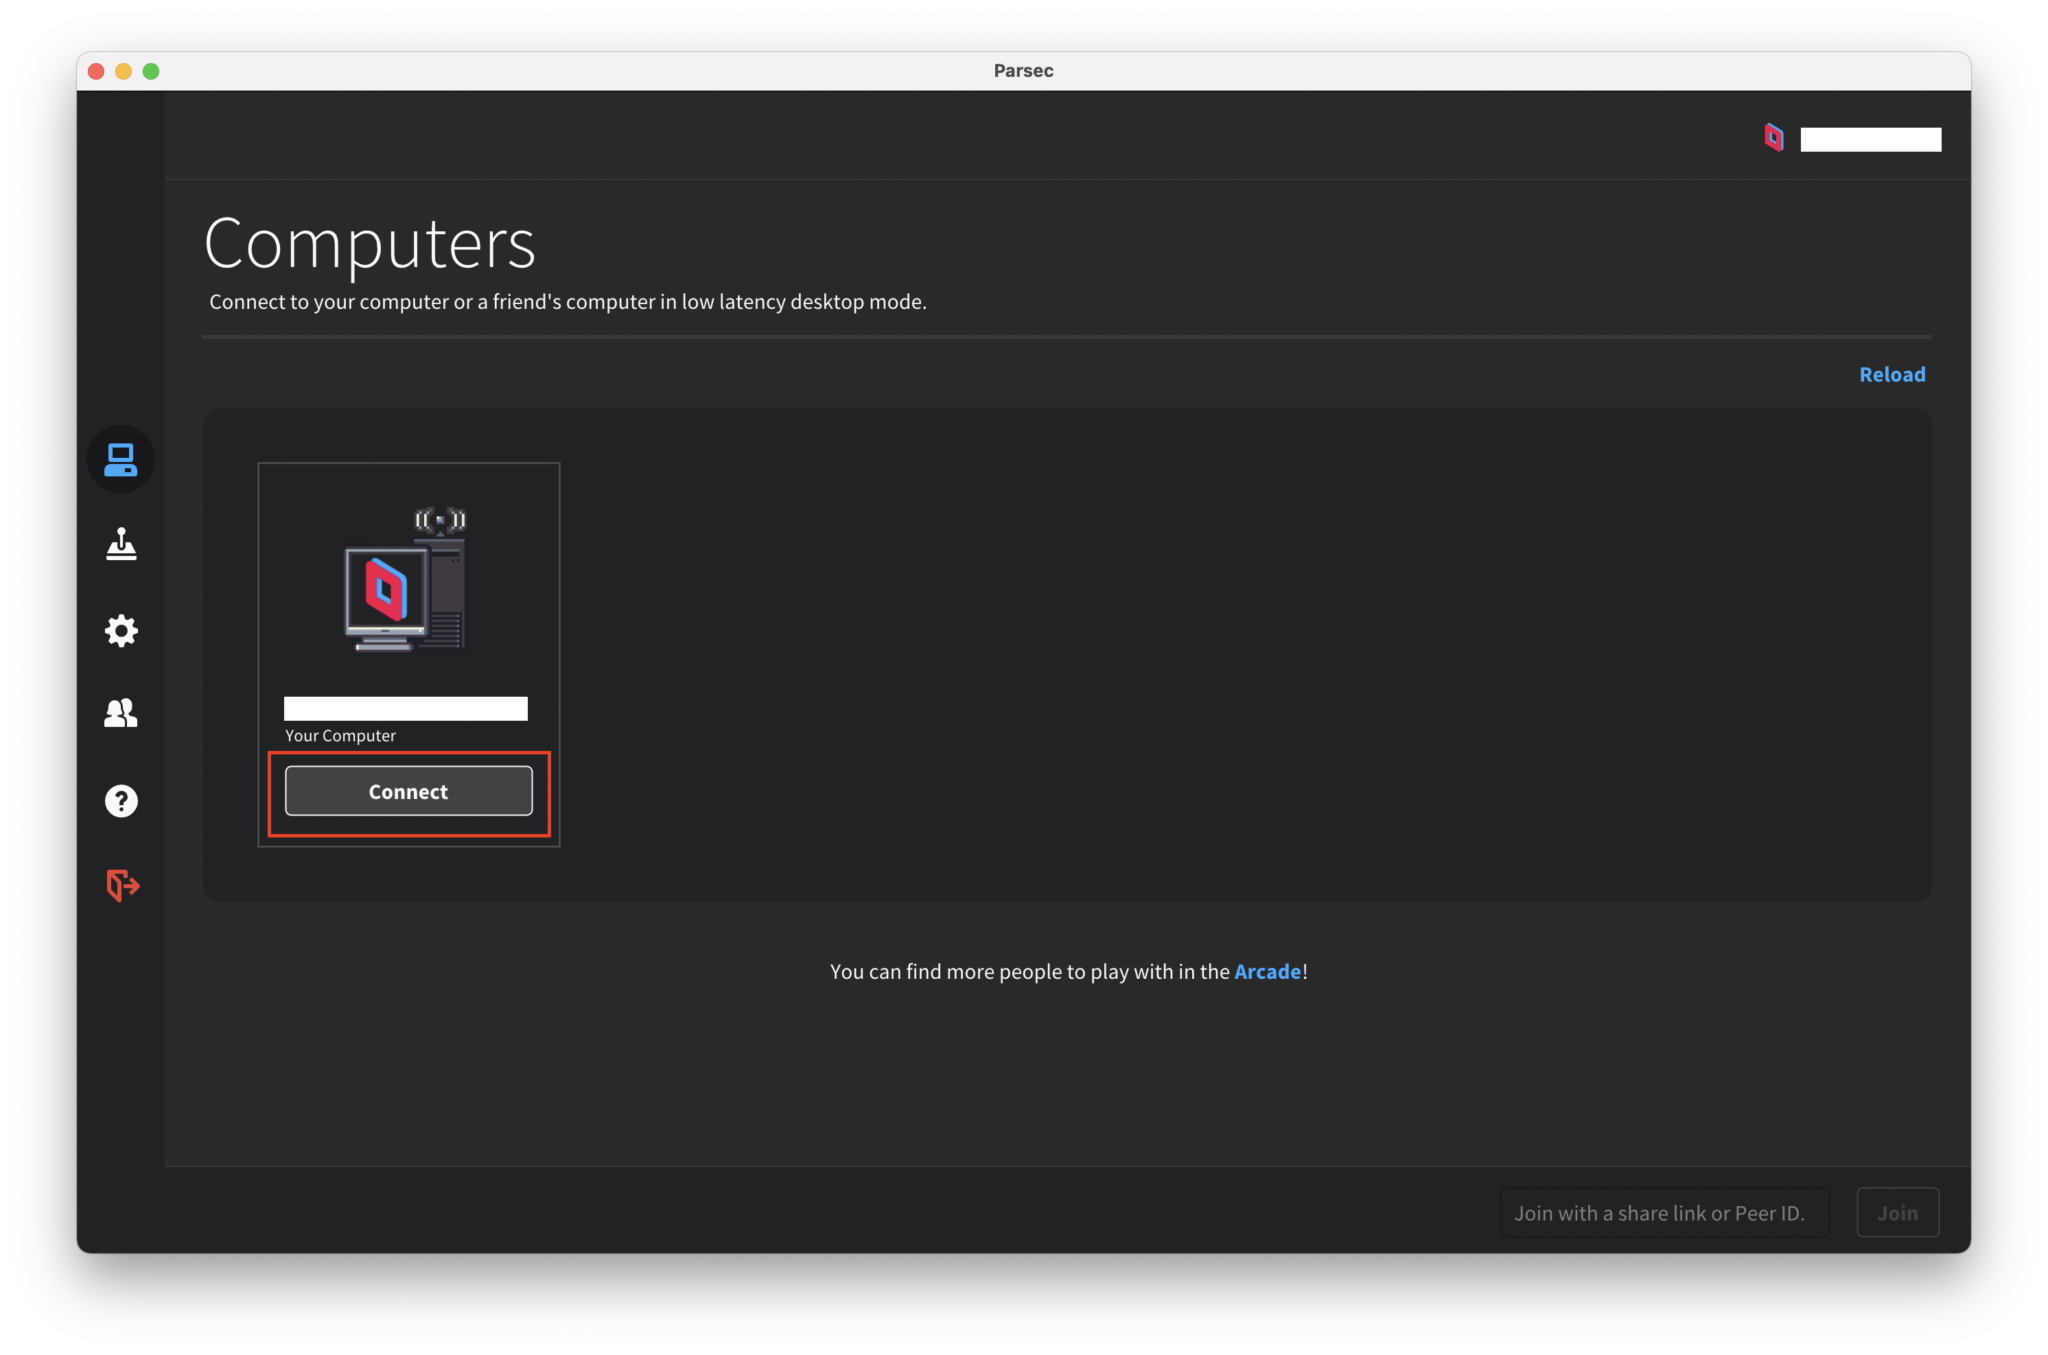 Parsec
Computers
Connect to your computer or a friend's computer in low latency desktop mode.
Reload
Your Computer
Connect
You can find more people to play with in the Arcade!
Join with a share link or Peer ID.
Join